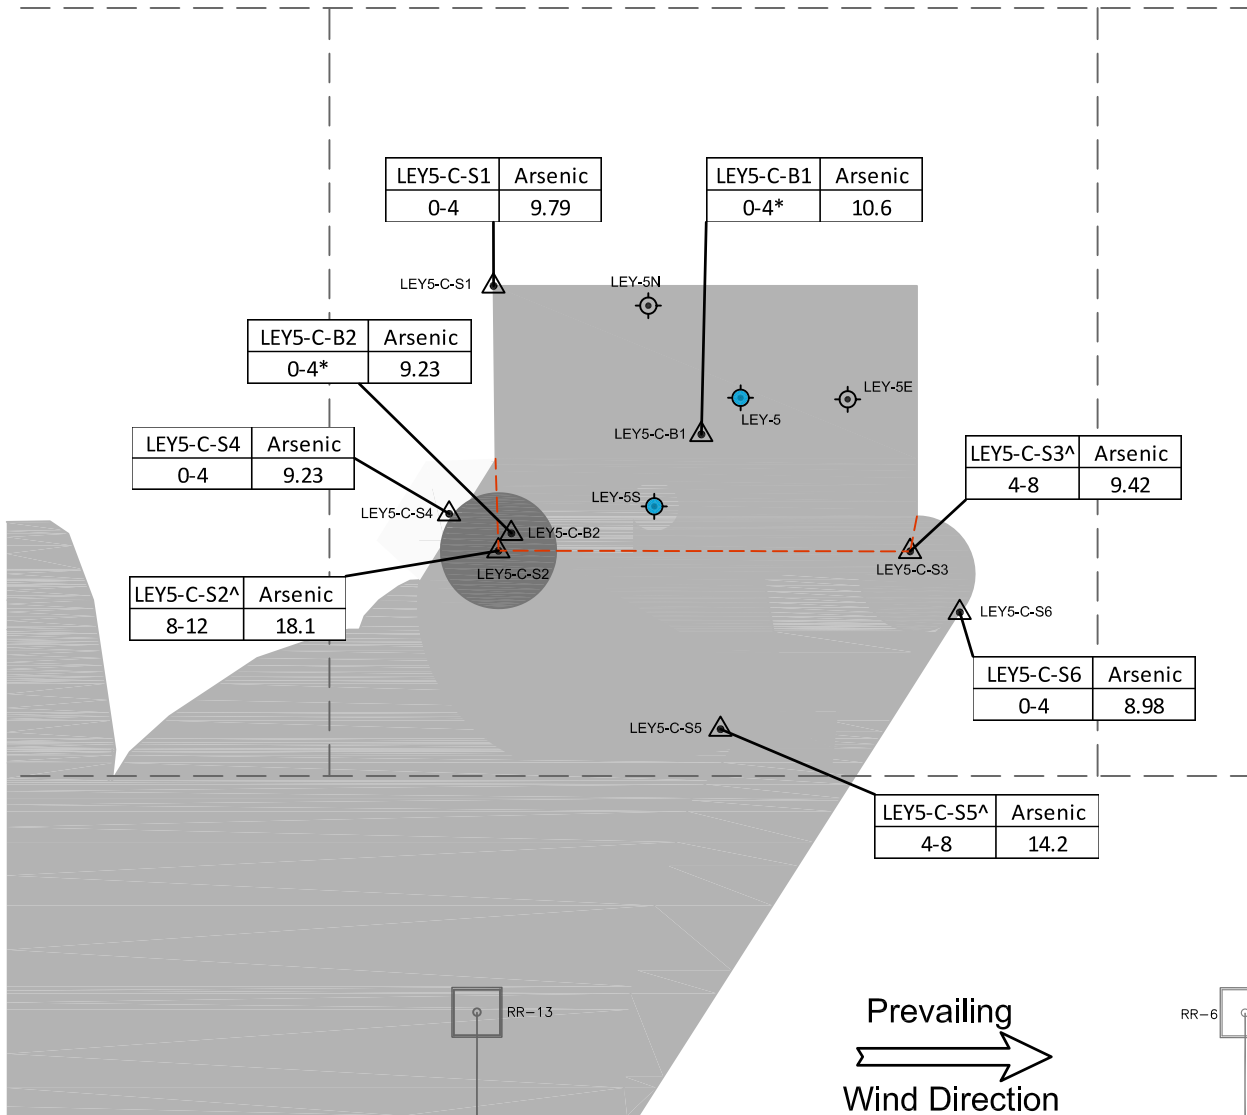 LEY5-C-S1 Arsenic
0-4 9.79
LEY5-C-B1 Arsenic
0-4* 10.6
LEY5-C-S1
LEY-5N
LEY5-C-B2 Arsenic
0-4* 9.23
LEY-5E
LEY-5
LEY5-C-B1
LEY5-C-S4 Arsenic
0-4 9.23
LEY5-C-S3^ Arsenic
4-8 9.42
LEY-5S
LEY5-C-S4
LEY5-C-B2
LEY5-C-S2
LEY5-C-S3
LEY5-C-S2^ Arsenic
8-12 18.1
LEY5-C-S6
LEY5-C-S6 Arsenic
0-4 8.98
LEY5-C-S5
LEY5-C-S5^ Arsenic
4-8 14.2
RR-13
Prevailing
Wind Direction
RR-6